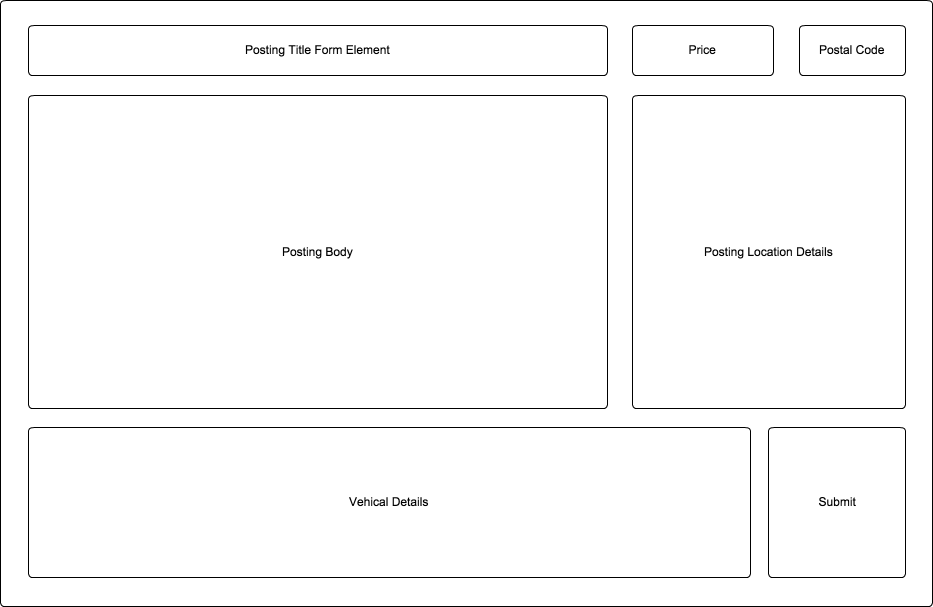 Posting Title Form Element
Price
Postal Code
Posting Body
Posting Location Details
Vehical Details
Submit